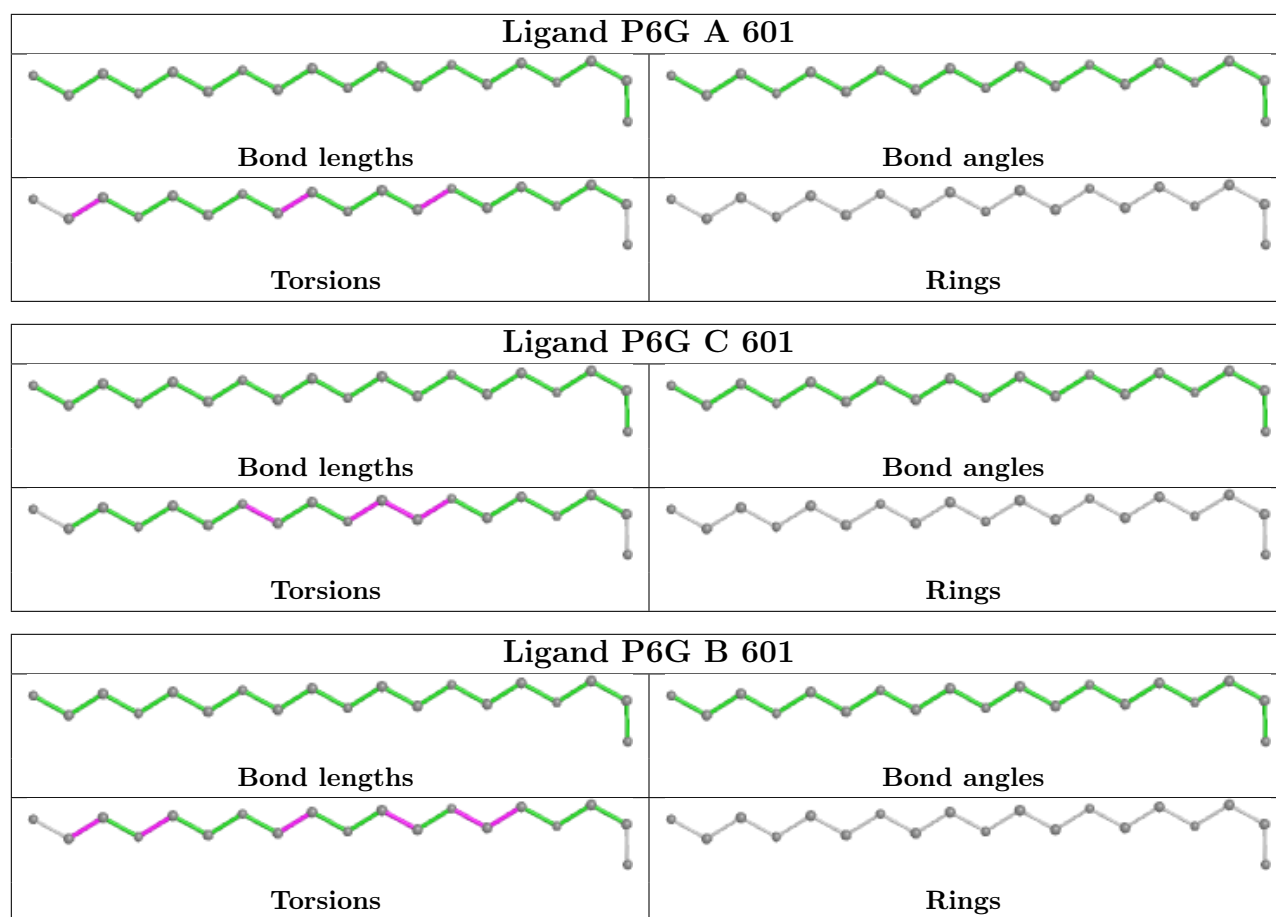 Ligand P6G A 601
Bond lengths
Bond angles
Torsions
Rings
Ligand P6G C 601
Bond lengths
Bond angles
Torsions
Rings
Ligand P6G B 601
Bond lengths
Bond angles
Torsions
Rings